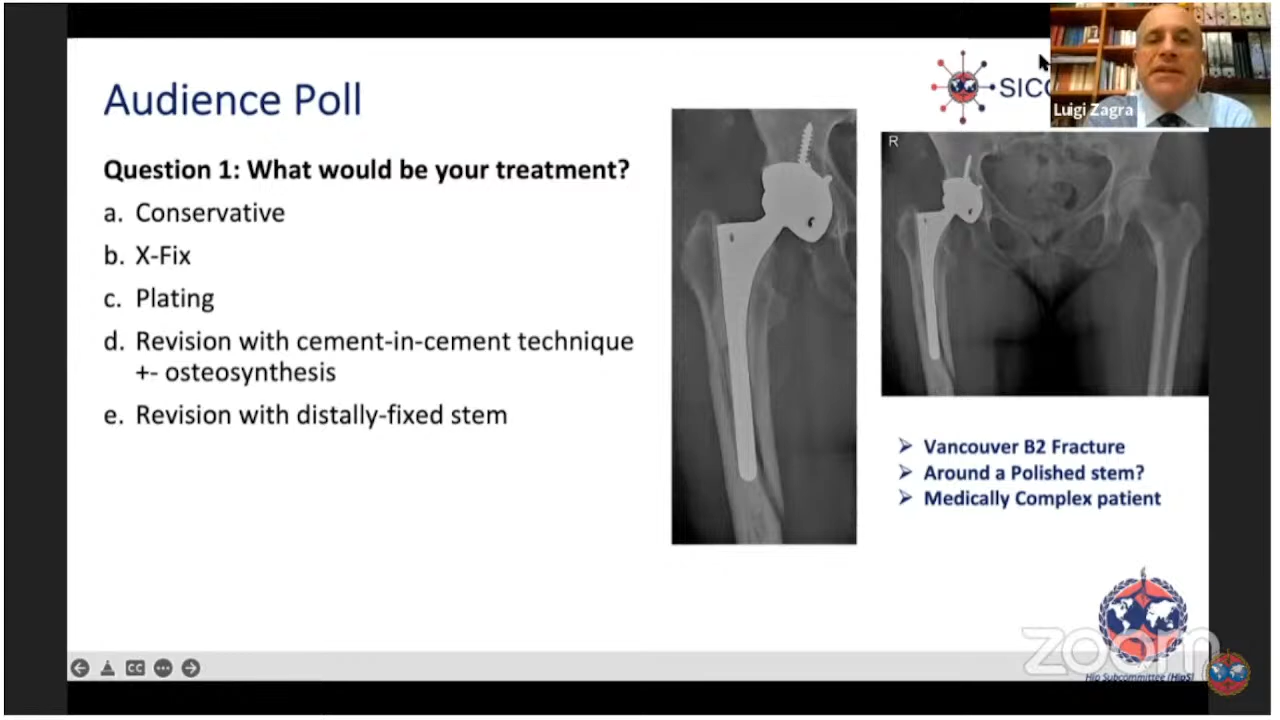 Audience Poll
SICO
Luigi Zagra
R
Question 1: What would be your treatment?
a. Conservative
b. X-Fix
c. Plating
d. Revision with cement-in-cement technique
+- osteosynthesis
e. Revision with distally-fixed stem
➢ Vancouver B2 Fracture
➢ Around a Polished stem?
➢ Medically Complex patient
CC
zoom
Hip Subcommittee (HipS)